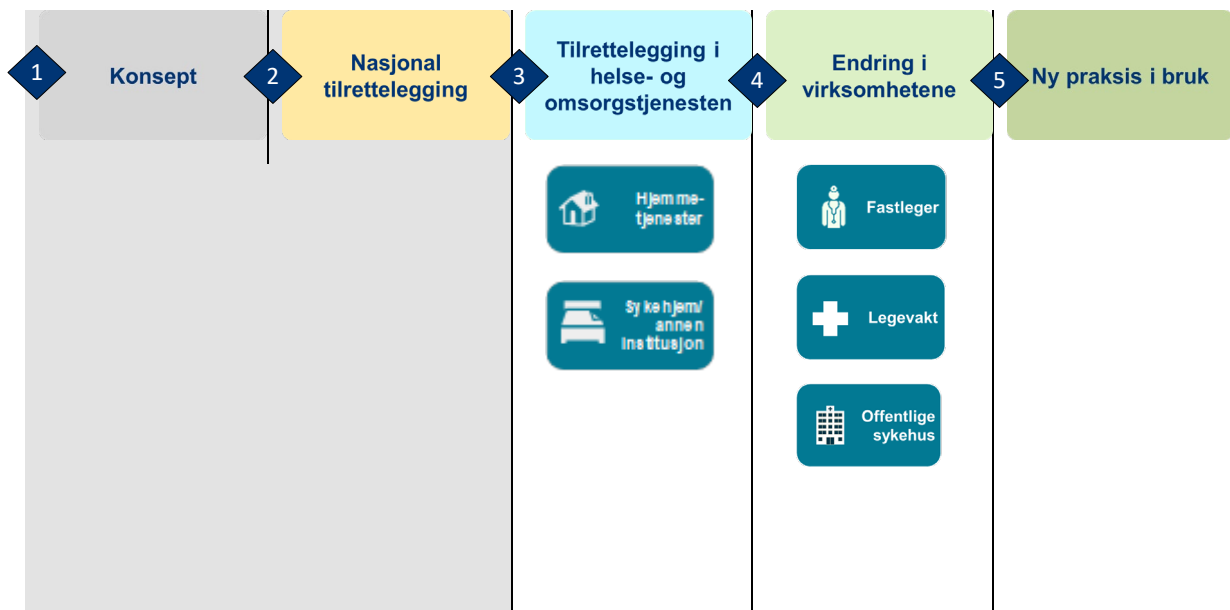 1
Konsept
2
Nasjonal
tilrettelegging
3
Tilrettelegging i
helse- og
omsorgstjenesten
4
Endring i
virksomhetene
5
Ny praksis i bruk
Hjemme-
tjenester
Sykehjem/
annen
institusjon
Fastleger
Legevakt
Offentlige
sykehus